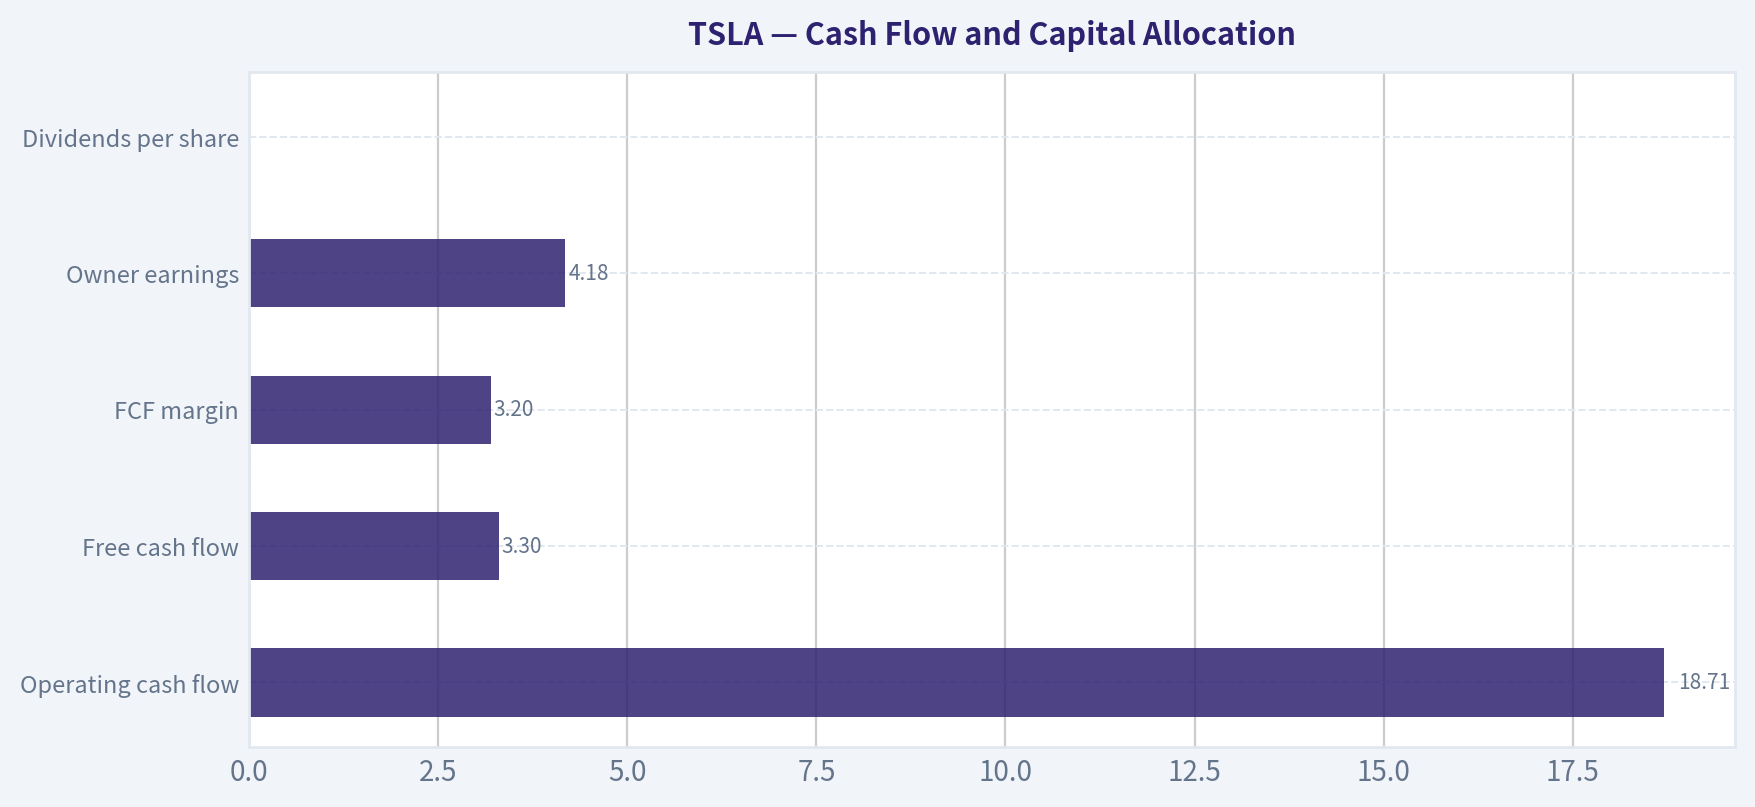 TSLA — Cash Flow and Capital Allocation
Dividends per share
Owner earnings
4.18
FCF margin
3.20
Free cash flow
3.30
Operating cash flow
18.71
0.0 2.5 5.0 7.5 10.0 12.5 15.0 17.5